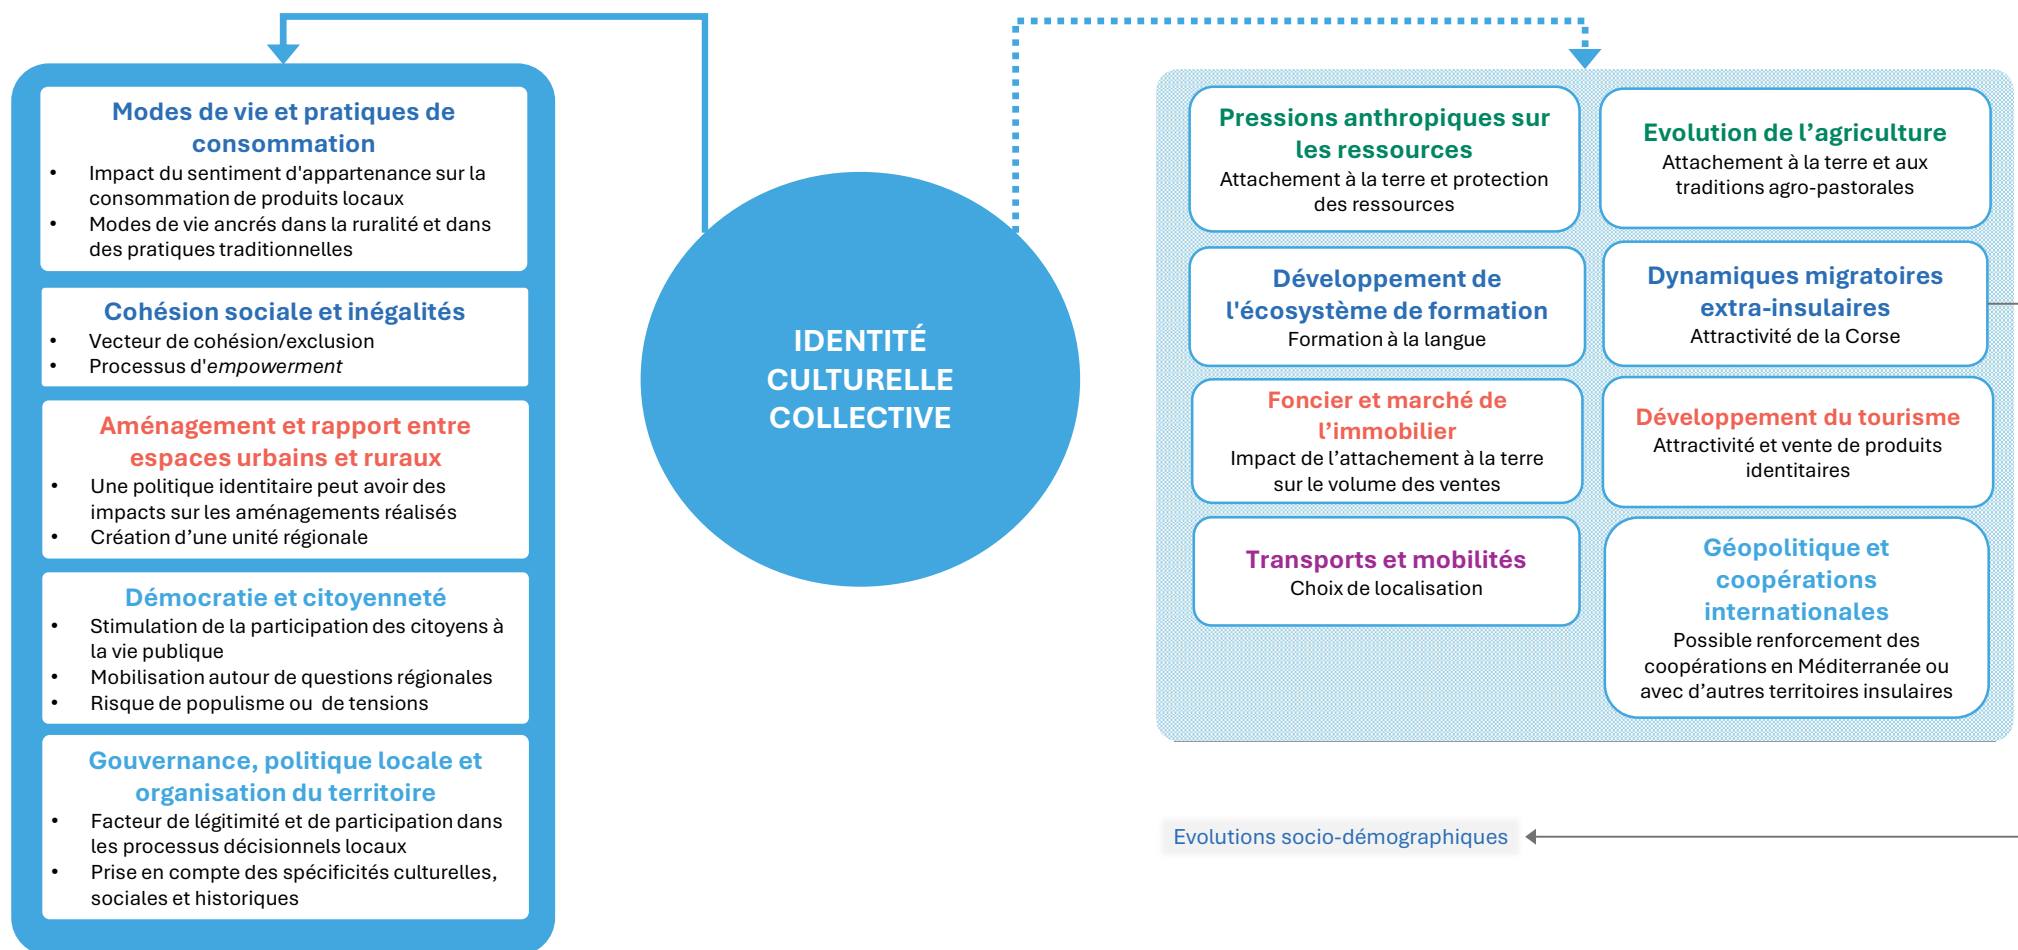 Modes de vie et pratiques de
consommation
• Impact du sentiment d'appartenance sur la
consommation de produits locaux
• Modes de vie ancrés dans la ruralité et dans
des pratiques traditionnelles
Cohésion sociale et inégalités
• Vecteur de cohésion/exclusion
• Processus d'empowerment
Aménagement et rapport entre
espaces urbains et ruraux
• Une politique identitaire peut avoir des
impacts sur les aménagements réalisés
• Création d’une unité régionale
Démocratie et citoyenneté
• Stimulation de la participation des citoyens à
la vie publique
• Mobilisation autour de questions régionales
• Risque de populisme ou de tensions
Gouvernance, politique locale et
organisation du territoire
• Facteur de légitimité et de participation dans
les processus décisionnels locaux
• Prise en compte des spécificités culturelles,
sociales et historiques
IDENTITÉ
CULTURELLE
COLLECTIVE
Pressions anthropiques sur
les ressources
Attachement à la terre et protection
des ressources
Evolution de l’agriculture
Attachement à la terre et aux
traditions agro-pastorales
Développement de
l'écosystème de formation
Formation à la langue
Dynamiques migratoires
extra-insulaires
Attractivité de la Corse
Foncier et marché de
l’immobilier
Impact de l’attachement à la terre
sur le volume des ventes
Développement du tourisme
Attractivité et vente de produits
identitaires
Transports et mobilités
Choix de localisation
Géopolitique et
coopérations
internationales
Possible renforcement des
coopérations en Méditerranée ou
avec d’autres territoires insulaires
Evolutions socio-démographiques